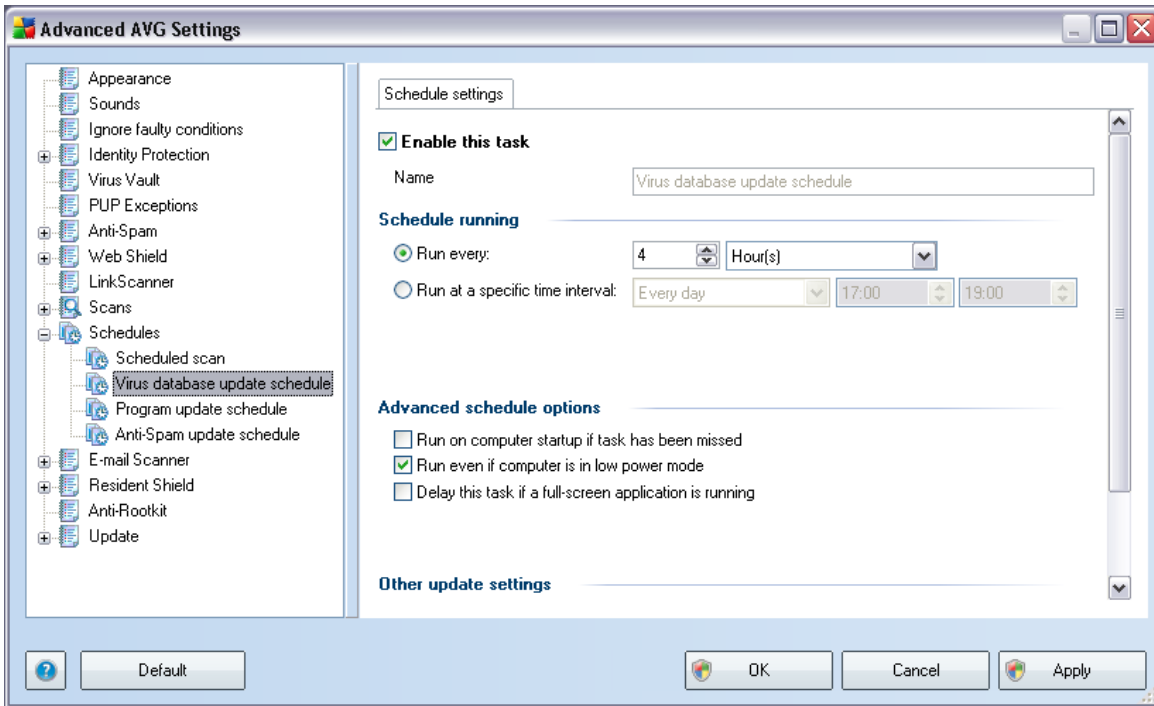 Advanced AVG Settings
Appearance
Sounds
Ignore faulty conditions
Identity Protection
Virus Vault
PUP Exceptions
Anti-Spam
Web Shield
LinkScanner
Scans
Schedules
Scheduled scan
Virus database update schedule
Program update schedule
Anti-Spam update schedule
E-mail Scanner
Resident Shield
Anti-Rootkit
Update
Schedule settings
Enable this task
Name Virus database update schedule
Schedule running
Run every: 4 Hour(s)
Run at a specific time interval: Every day 17:00 19:00
Advanced schedule options
Run on computer startup if task has been missed
Run even if computer is in low power mode
Delay this task if a full-screen application is running
Other update settings
? Default OK Cancel Apply